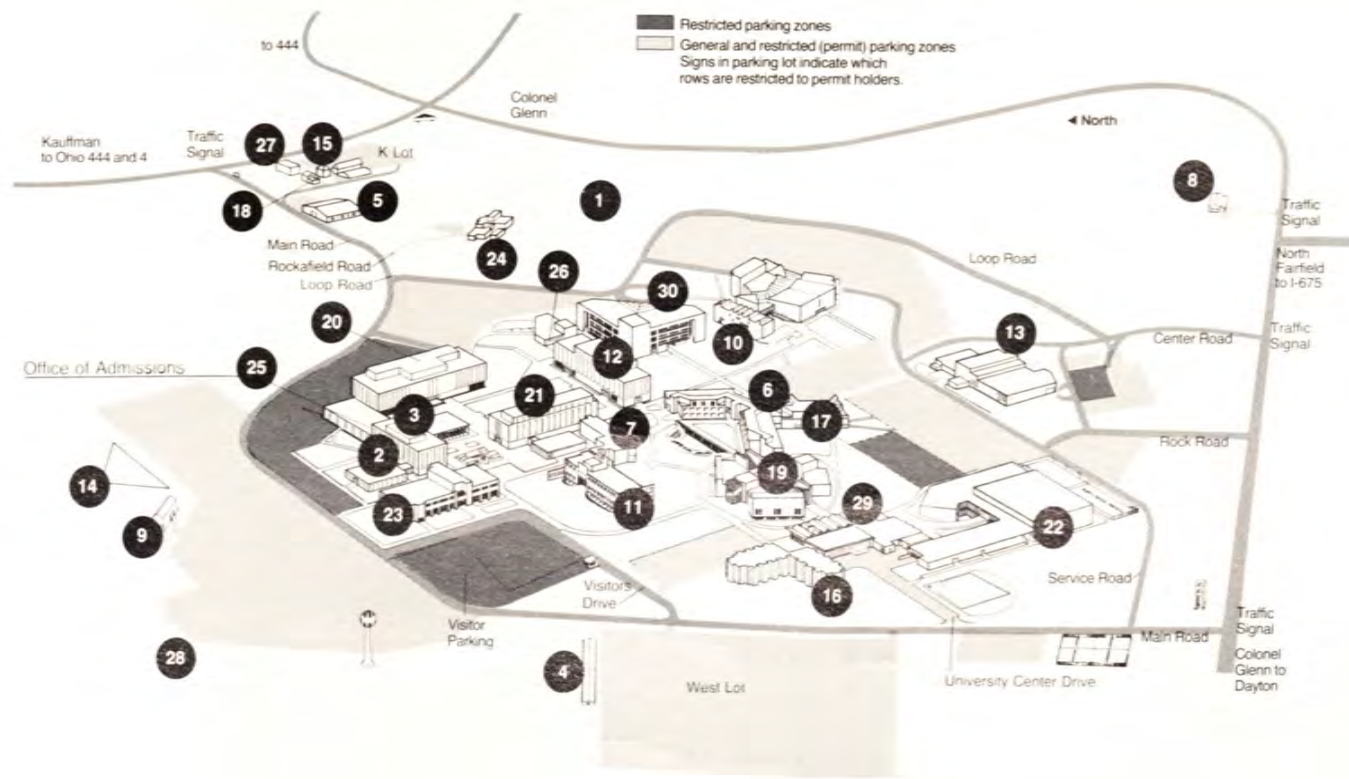 Restricted parking zones
General and restricted (permit) parking zones
Signs in parking lot indicate which
rows are restricted to permit holders.
to 444
Colonel
Glenn
◄ North
Kauffman
to Ohio 444 and 4
Traffic
Signal
27
15
K Lot
18
5
1
8
Traffic
Signal
North
Fairfield
to I-675
Main Road
Rockafield Road
Loop Road
24
26
30
Loop Road
20
10
13
Center Road
Traffic
Signal
Office of Admissions
25
12
3
21
6
7
17
Rock Road
2
14
9
23
11
19
29
22
16
Service Road
Visitors
Drive
Visitor
Parking
28
4
West Lot
University Center Drive
Main Road
Traffic
Signal
Colonel
Glenn to
Dayton